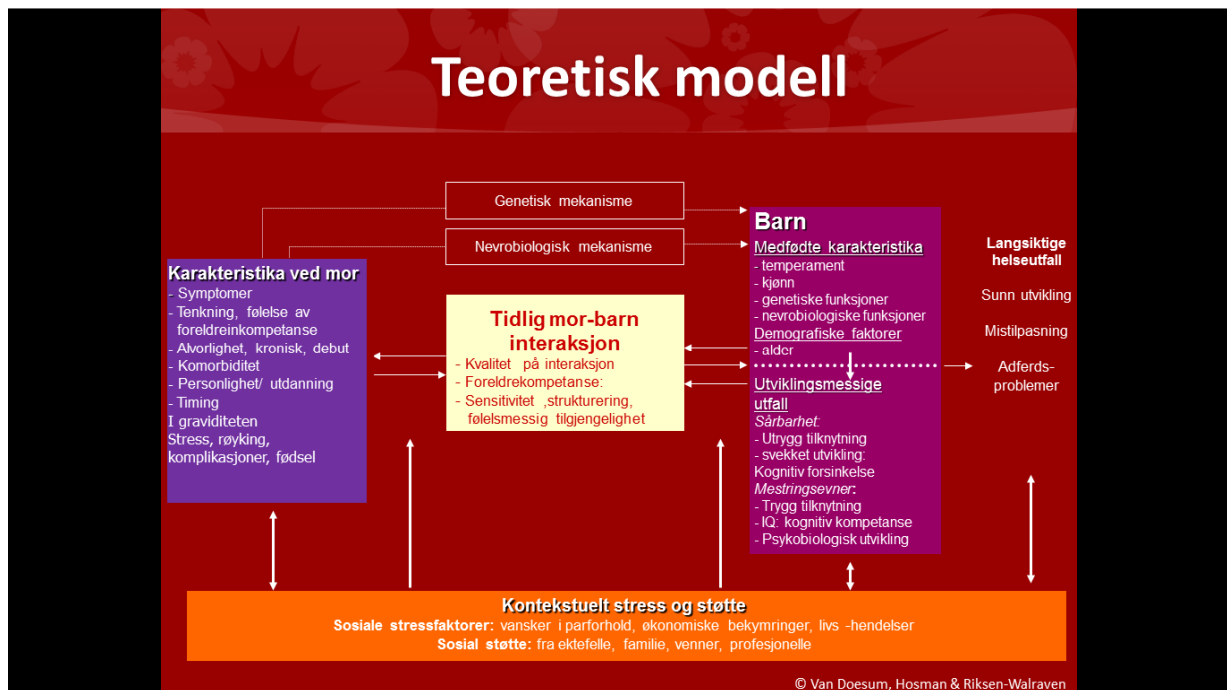 Teoretisk modell
Genetisk mekanisme
Nevrobiologisk mekanisme
Karakteristika ved mor
- Symptomer
- Tenkning, følelse av
foreldreinkompetanse
- Alvorlighet, kronisk, debut
- Komorbiditet
- Personlighet/ utdanning
- Timing
I graviditeten
Stress, røyking,
komplikasjoner, fødsel
Tidlig mor-barn
interaksjon
- Kvalitet på interaksjon
- Foreldrekompetanse:
- Sensitivitet ,strukturering,
følelsmessig tilgjengelighet
Barn
Medfødte karakteristika
- temperament
- kjønn
- genetiske funksjoner
- nevrobiologiske funksjoner
Demografiske faktorer
- alder
Utviklingsmessige
utfall
Sårbarhet:
- Utrygg tilknytning
- svekket utvikling:
Kognitiv forsinkelse
Mestringsevner:
- Trygg tilknytning
- IQ: kognitiv kompetanse
- Psykobiologisk utvikling
Langsiktige
helseutfall
Sunn utvikling
Mistilpasning
Adferds-
problemer
Kontekstuelt stress og støtte
Sosiale stressfaktorer: vansker i parforhold, økonomiske bekymringer, livs -hendelser
Sosial støtte: fra ektefelle, familie, venner, profesjonelle
© Van Doesum, Hosman & Riksen-Walraven